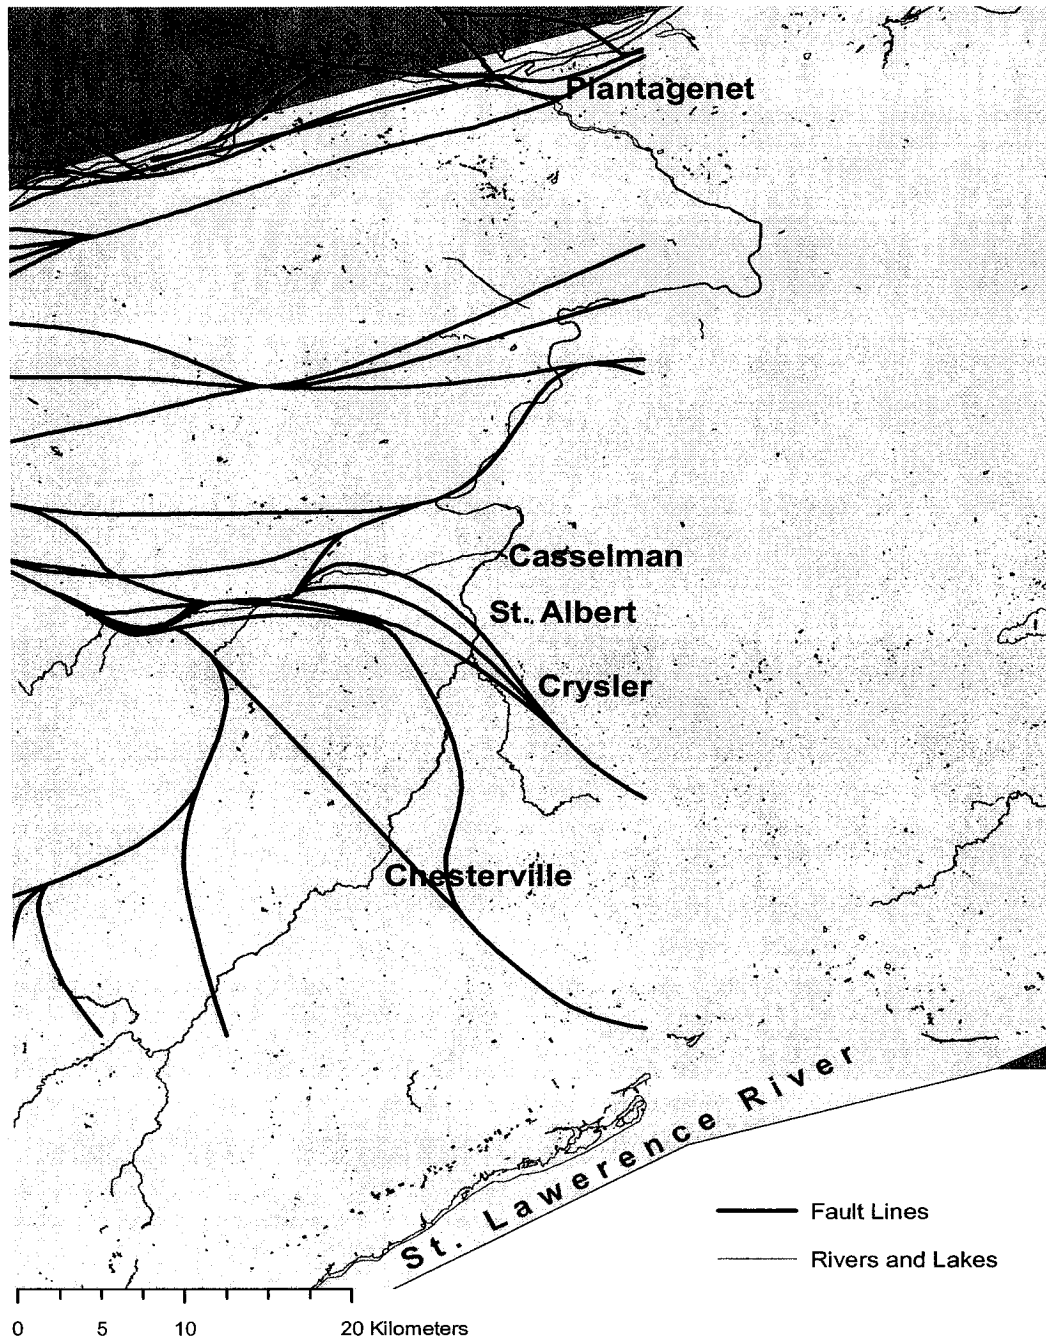 Plantagenet
Casselman
St. Albert
Crysler
Chesterville
St. Lawerence River
Fault Lines
Rivers and Lakes
0 5 10 20 Kilometers